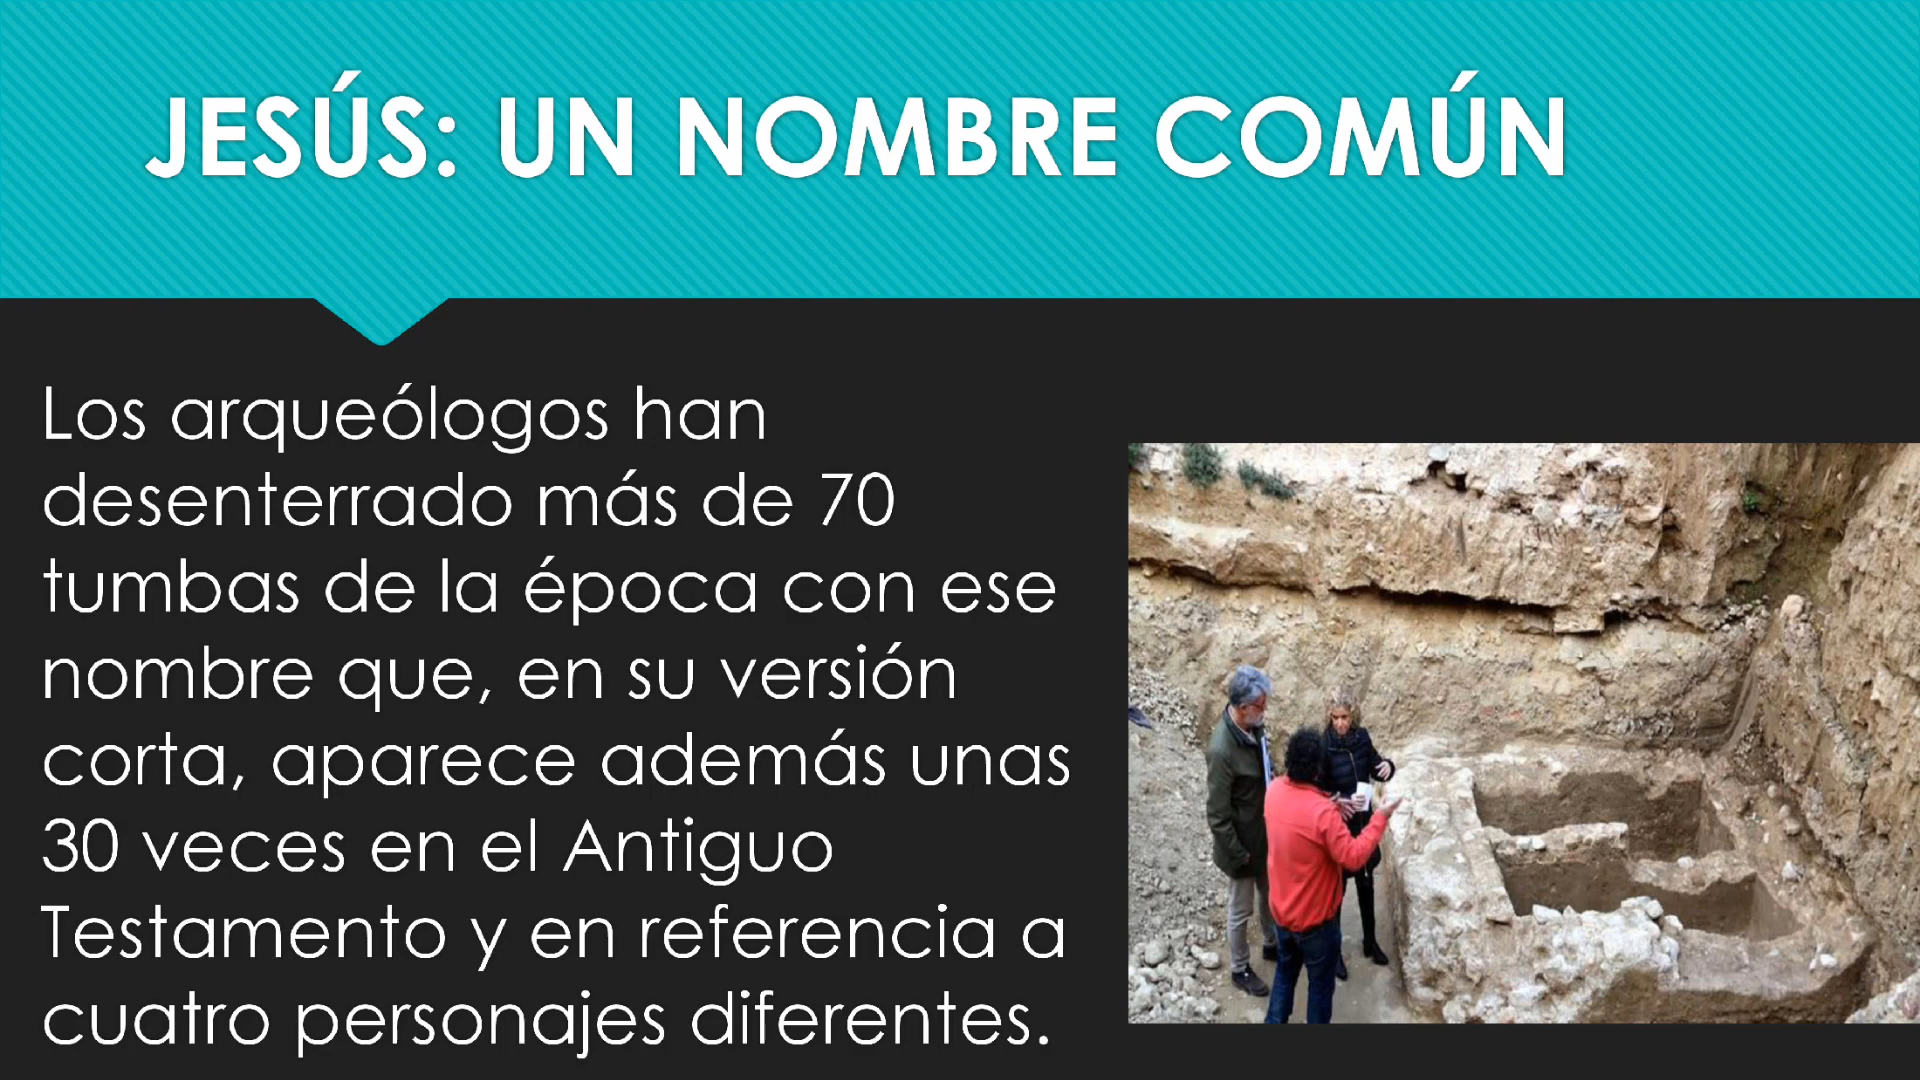 JESÚS: UN NOMBRE COMÚN
Los arqueólogos han
desenterrado más de 70
tumbas de la época con ese
nombre que, en su versión
corta, aparece además unas
30 veces en el Antiguo
Testamento y en referencia a
cuatro personajes diferentes.